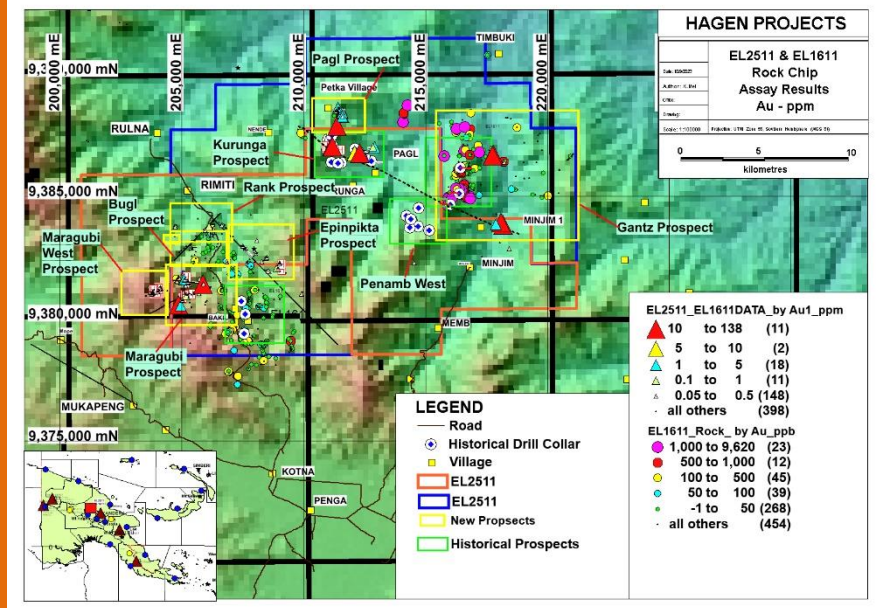 HAGEN PROJECTS
EL2511 & EL1611
Rock Chip
Assay Results
Au - ppm
0 5 10
kilometres
200,000 mE
205,000 mE
210,000 mE
215,000 mE
220,000 mE
TIMBUKI
Pagl Prospect
Petka Village
RULNA
NENDE
Kurunga
Prospect
PAGL
RUNGA
9,385,000 mN
RIMITI
Rank Prospect
Bugl
Prospect
EL2511
Epinpikta
Prospect
MINJIM 1
Gantz Prospect
Maragubi
West
Prospect
Penamb West
MINJIM
9,380,000 mN
BAKI
MEMB
Maragubi
Prospect
MUKAPENG
9,375,000 mN
KOTNA
PENGA
LEGEND
Road
Historical Drill Collar
Village
EL2511
EL2511
New Propsects
Historical Prospects
EL2511_EL1611DATA_by Au1_ppm
10 to 138 (11)
5 to 10 (2)
1 to 5 (18)
0.1 to 1 (11)
0.05 to 0.5 (148)
all others (398)
EL1611_Rock_ by Au_ppb
1,000 to 9,620 (23)
500 to 1,000 (12)
100 to 500 (45)
50 to 100 (39)
-1 to 50 (268)
all others (454)